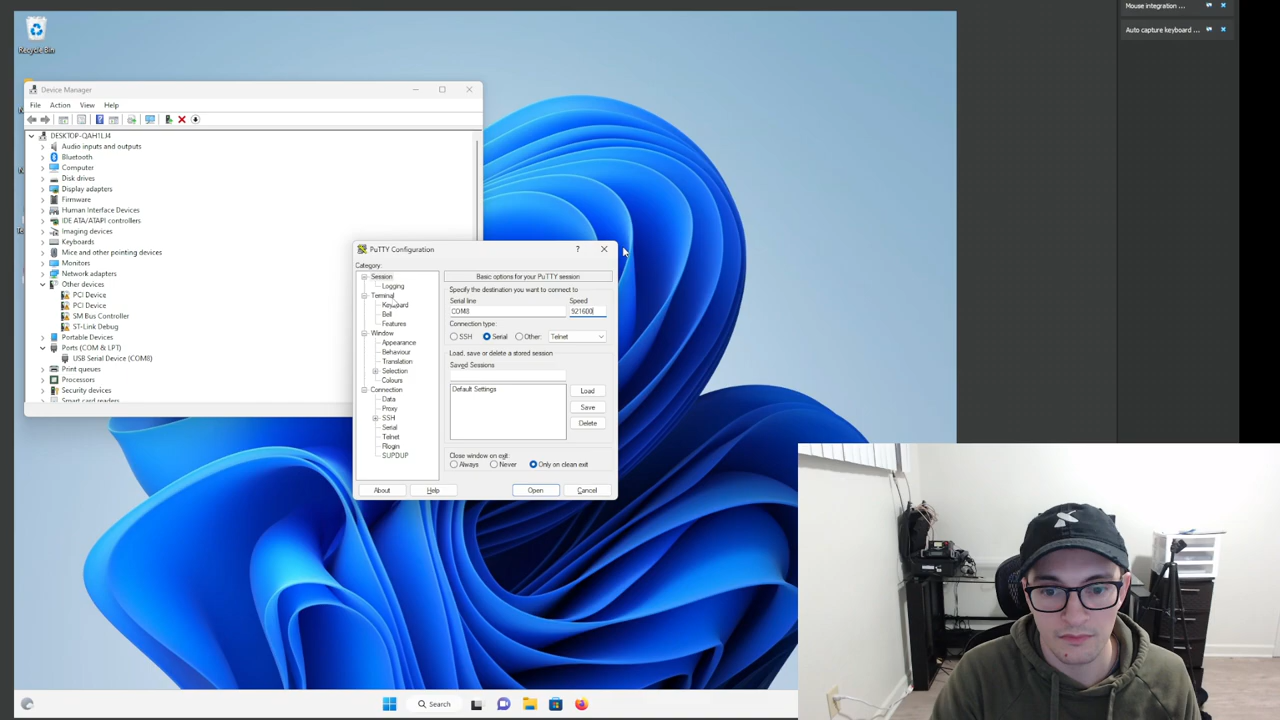 Mouse integration ...
Auto capture keyboard ...
Recycle Bin
Device Manager
File Action View Help
DESKTOP-QAH1LJ4
Audio inputs and outputs
Bluetooth
Computer
Disk drives
Display adapters
Firmware
Human Interface Devices
IDE ATA/ATAPI controllers
Imaging devices
Keyboards
Mice and other pointing devices
Monitors
Network adapters
Other devices
PCI Device
PCI Device
SM Bus Controller
ST-Link Debug
Portable Devices
Ports (COM & LPT)
USB Serial Device (COM8)
Print queues
Processors
Security devices
Smart card readers
PuTTY Configuration
Category:
Session
Logging
Terminal
Keyboard
Bell
Features
Window
Appearance
Behaviour
Translation
Selection
Colours
Connection
Data
Proxy
SSH
Serial
Telnet
Rlogin
SUPDUP
Basic options for your PuTTY session
Specify the destination you want to connect to
Serial line Speed
COM8 921600
Connection type:
SSH Serial Other: Telnet
Load, save or delete a stored session
Saved Sessions
Default Settings
Load
Save
Delete
Close window on exit:
Always Never Only on clean exit
About Help Open Cancel
Search